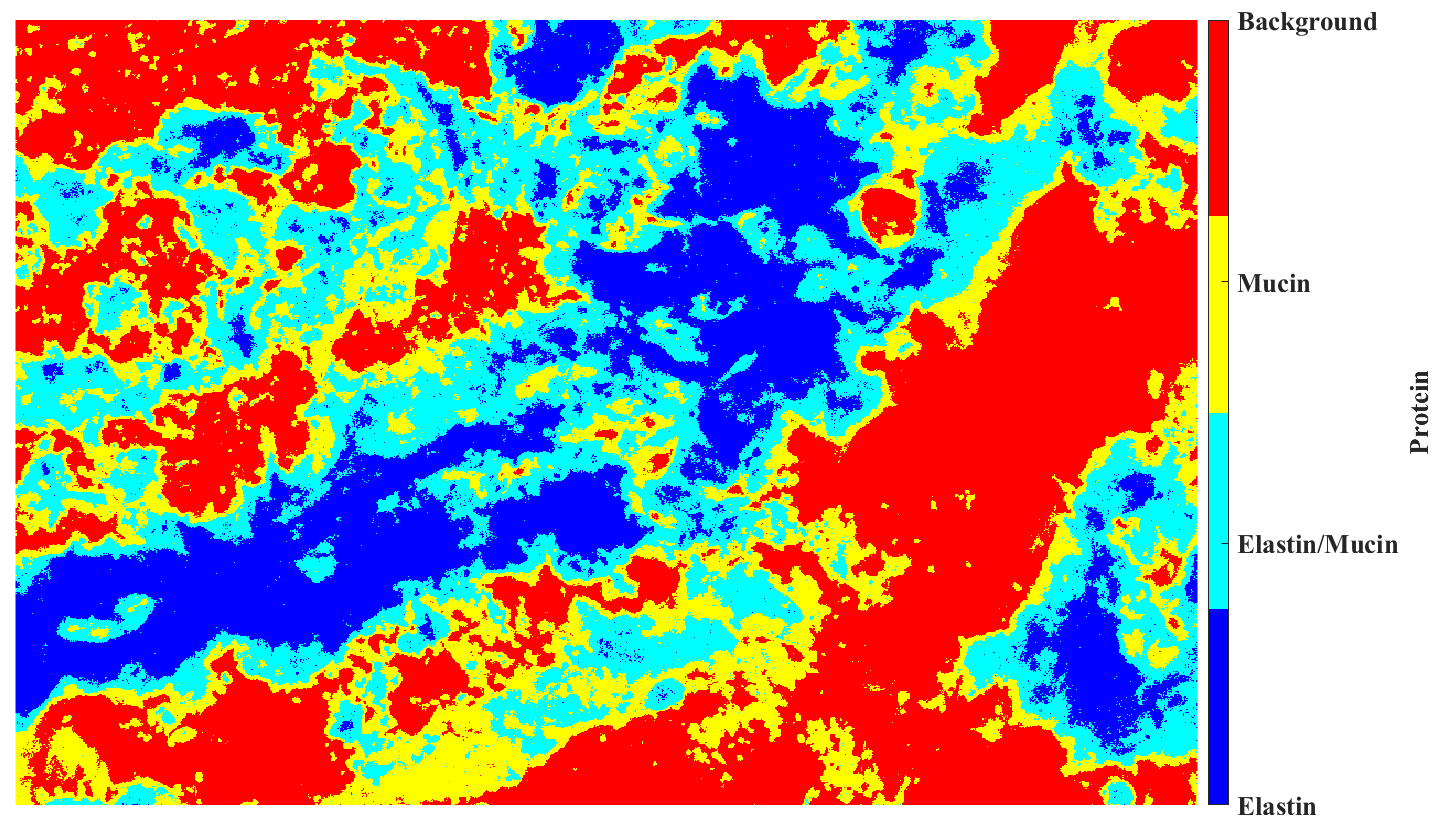 Background
Mucin
Protein
Elastin/Mucin
Elastin